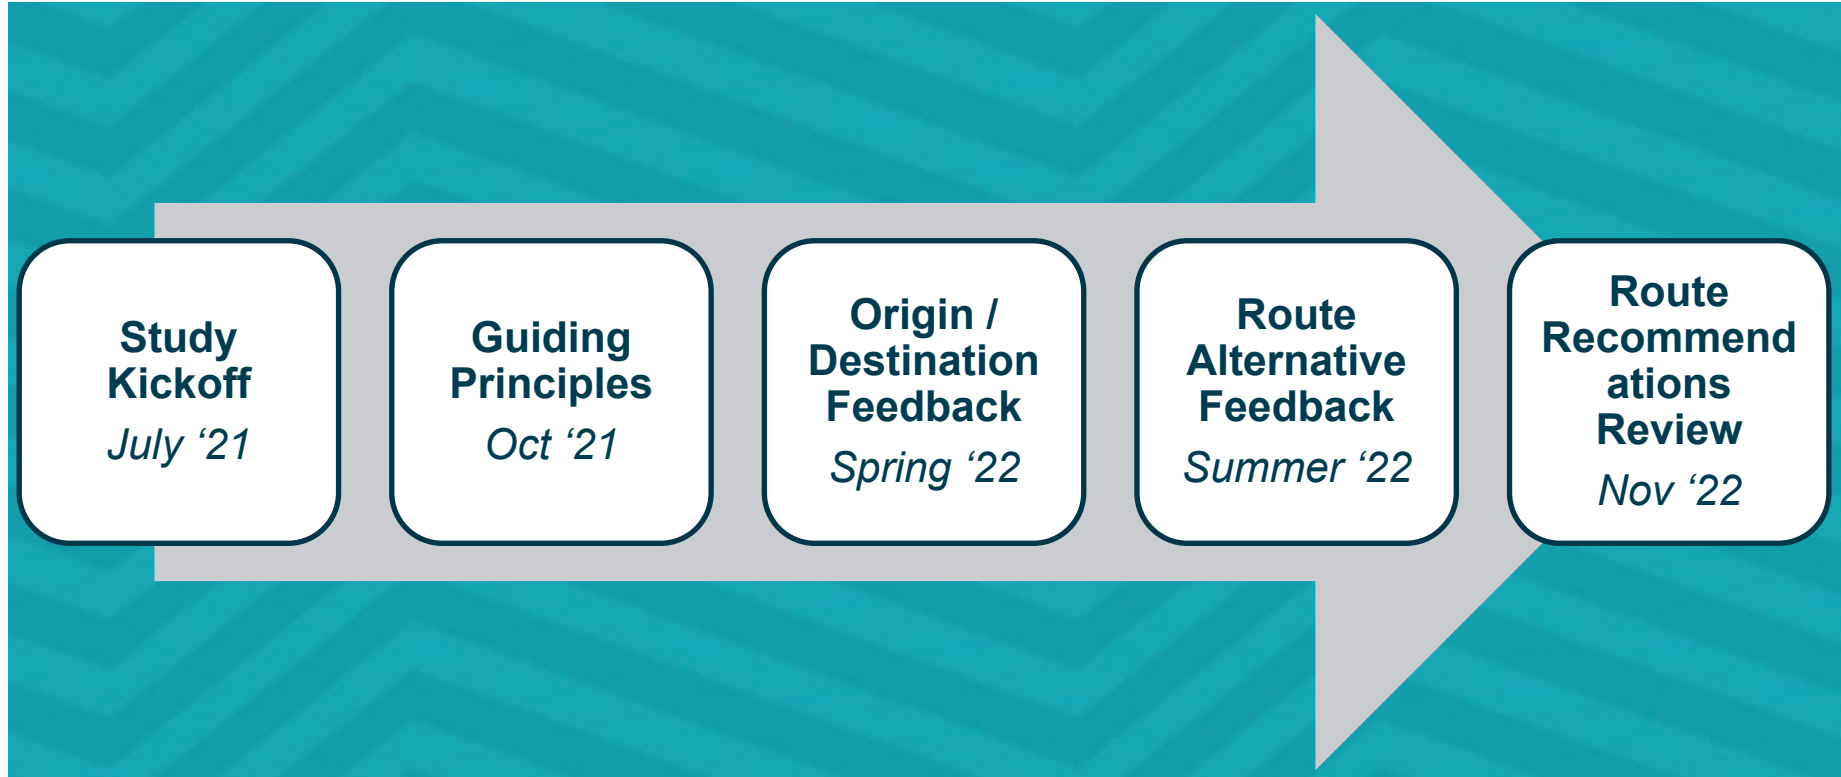 Study
Kickoff
July ‘21
Guiding
Principles
Oct ‘21
Origin /
Destination
Feedback
Spring ‘22
Route
Alternative
Feedback
Summer ‘22
Route
Recommend
ations
Review
Nov ‘22